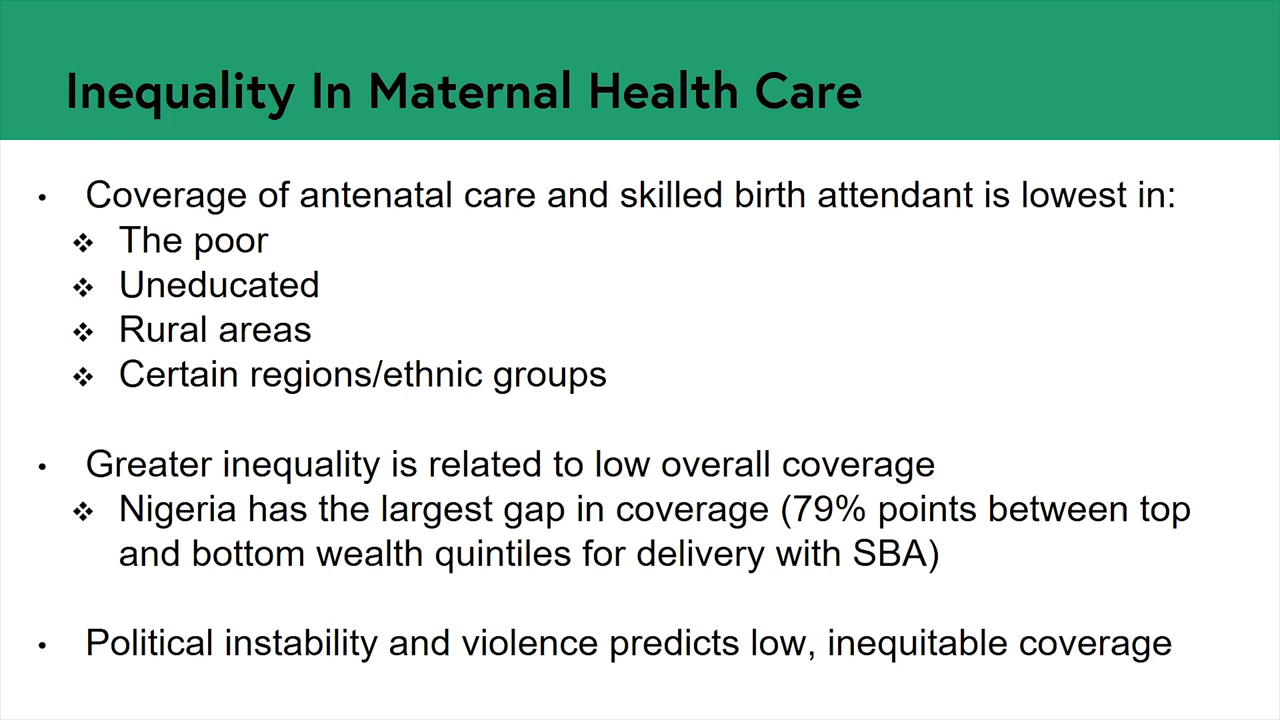 Inequality In Maternal Health Care
• Coverage of antenatal care and skilled birth attendant is lowest in:
❖ The poor
❖ Uneducated
❖ Rural areas
❖ Certain regions/ethnic groups
• Greater inequality is related to low overall coverage
❖ Nigeria has the largest gap in coverage (79% points between top
and bottom wealth quintiles for delivery with SBA)
• Political instability and violence predicts low, inequitable coverage